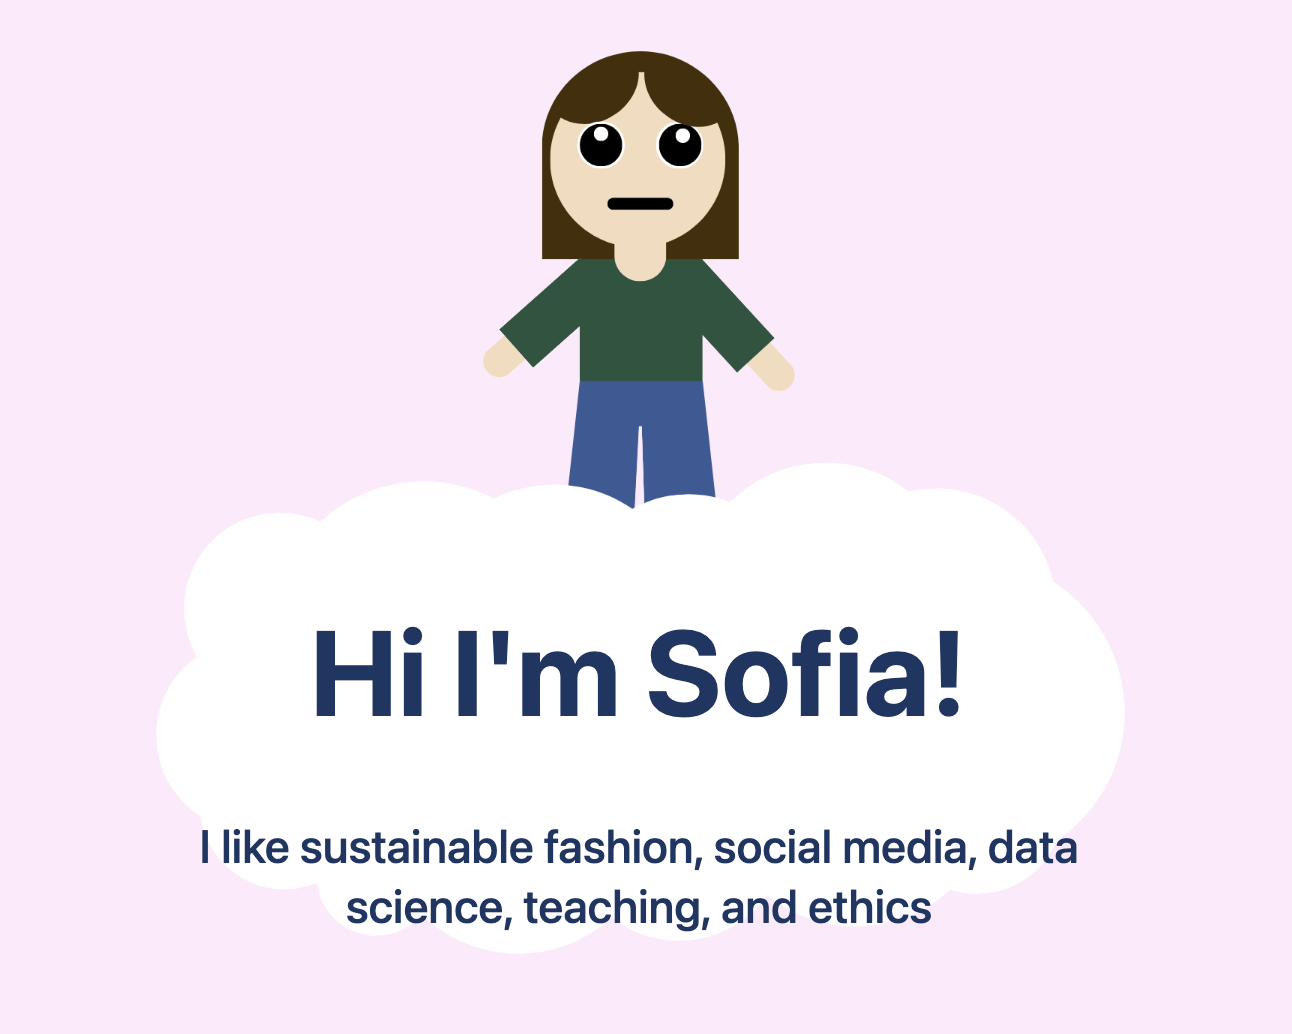 Hi I'm Sofia!
I like sustainable fashion, social media, data
science, teaching, and ethics